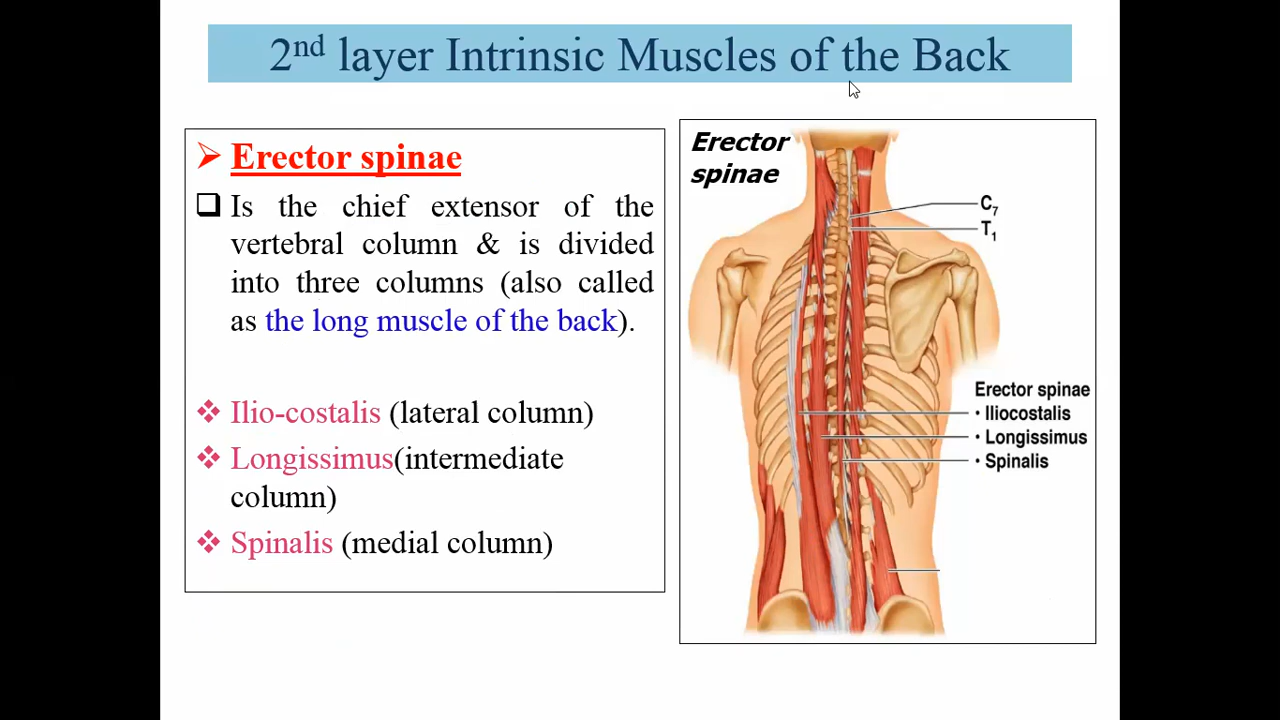 2nd layer Intrinsic Muscles of the Back
Erector spinae
Is the chief extensor of the
vertebral column & is divided
into three columns (also called
as the long muscle of the back).
Ilio-costalis (lateral column)
Longissimus(intermediate
column)
Spinalis (medial column)
Erector
spinae
C7
T1
Erector spinae
• Iliocostalis
• Longissimus
• Spinalis